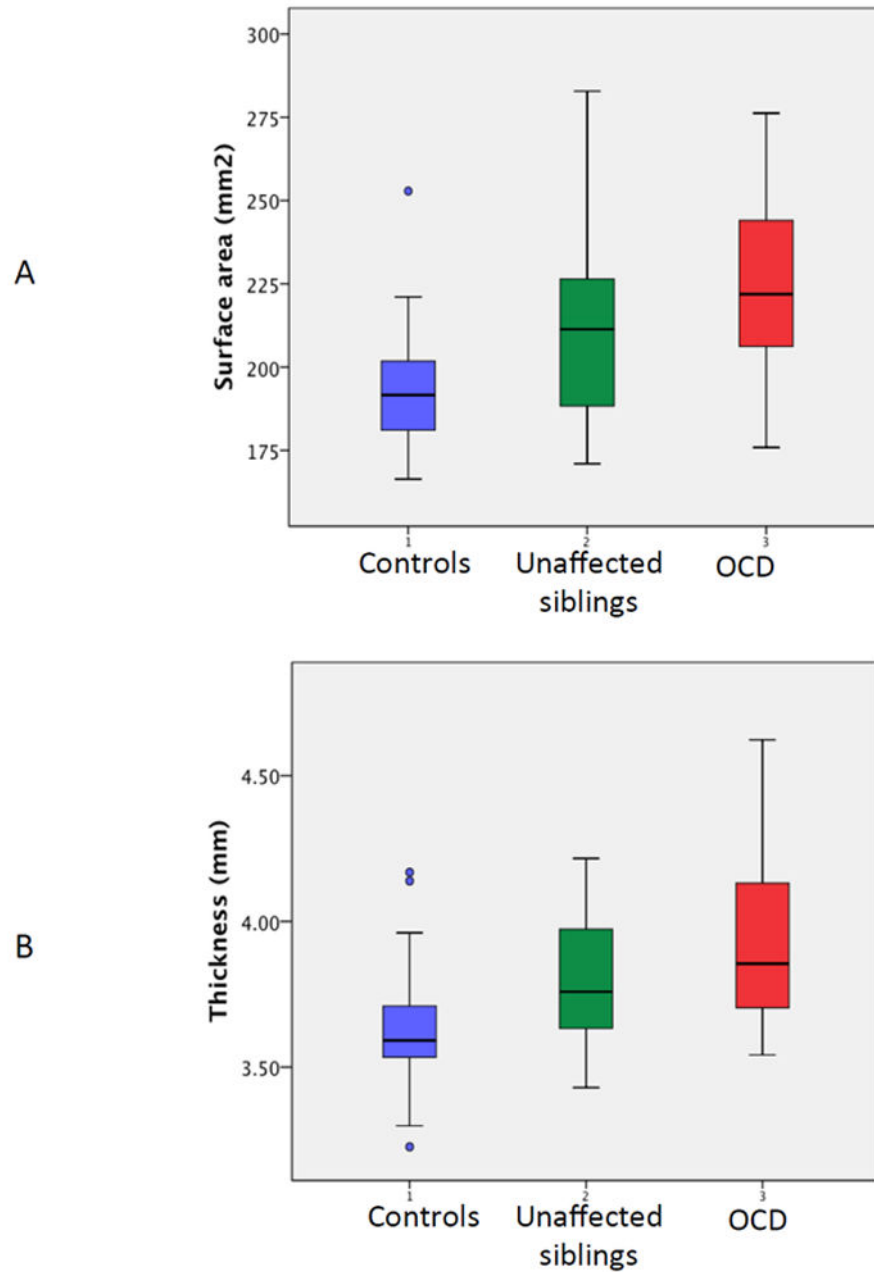 A
Surface area (mm2)
300
275
250
225
200
175
1
2
3
Controls
Unaffected
siblings
OCD
B
Thickness (mm)
4.50
4.00
3.50
1
2
3
Controls
Unaffected
siblings
OCD